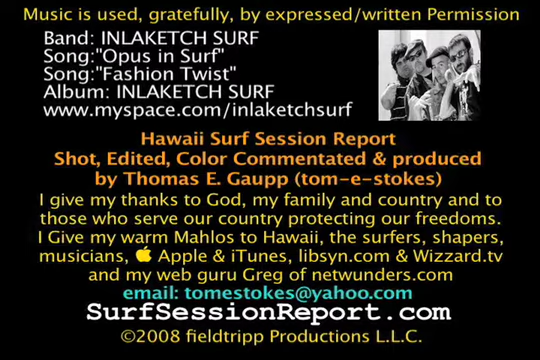 Music is used, gratefully, by expressed/written Permission
Band: INLAKETCH SURF
Song:"Opus in Surf"
Song:"Fashion Twist"
Album: INLAKETCH SURF
www.myspace.com/inlaketchsurf
Hawaii Surf Session Report
Shot, Edited, Color Commentated & produced
by Thomas E. Gaupp (tom-e-stokes)
I give my thanks to God, my family and country and to
those who serve our country protecting our freedoms.
I Give my warm Mahlos to Hawaii, the surfers, shapers,
musicians, Apple & iTunes, libsyn.com & Wizzard.tv
and my web guru Greg of netwunders.com
email: tomestokes@yahoo.com
SurfSessionReport.com
©2008 fieldtripp Productions L.L.C.